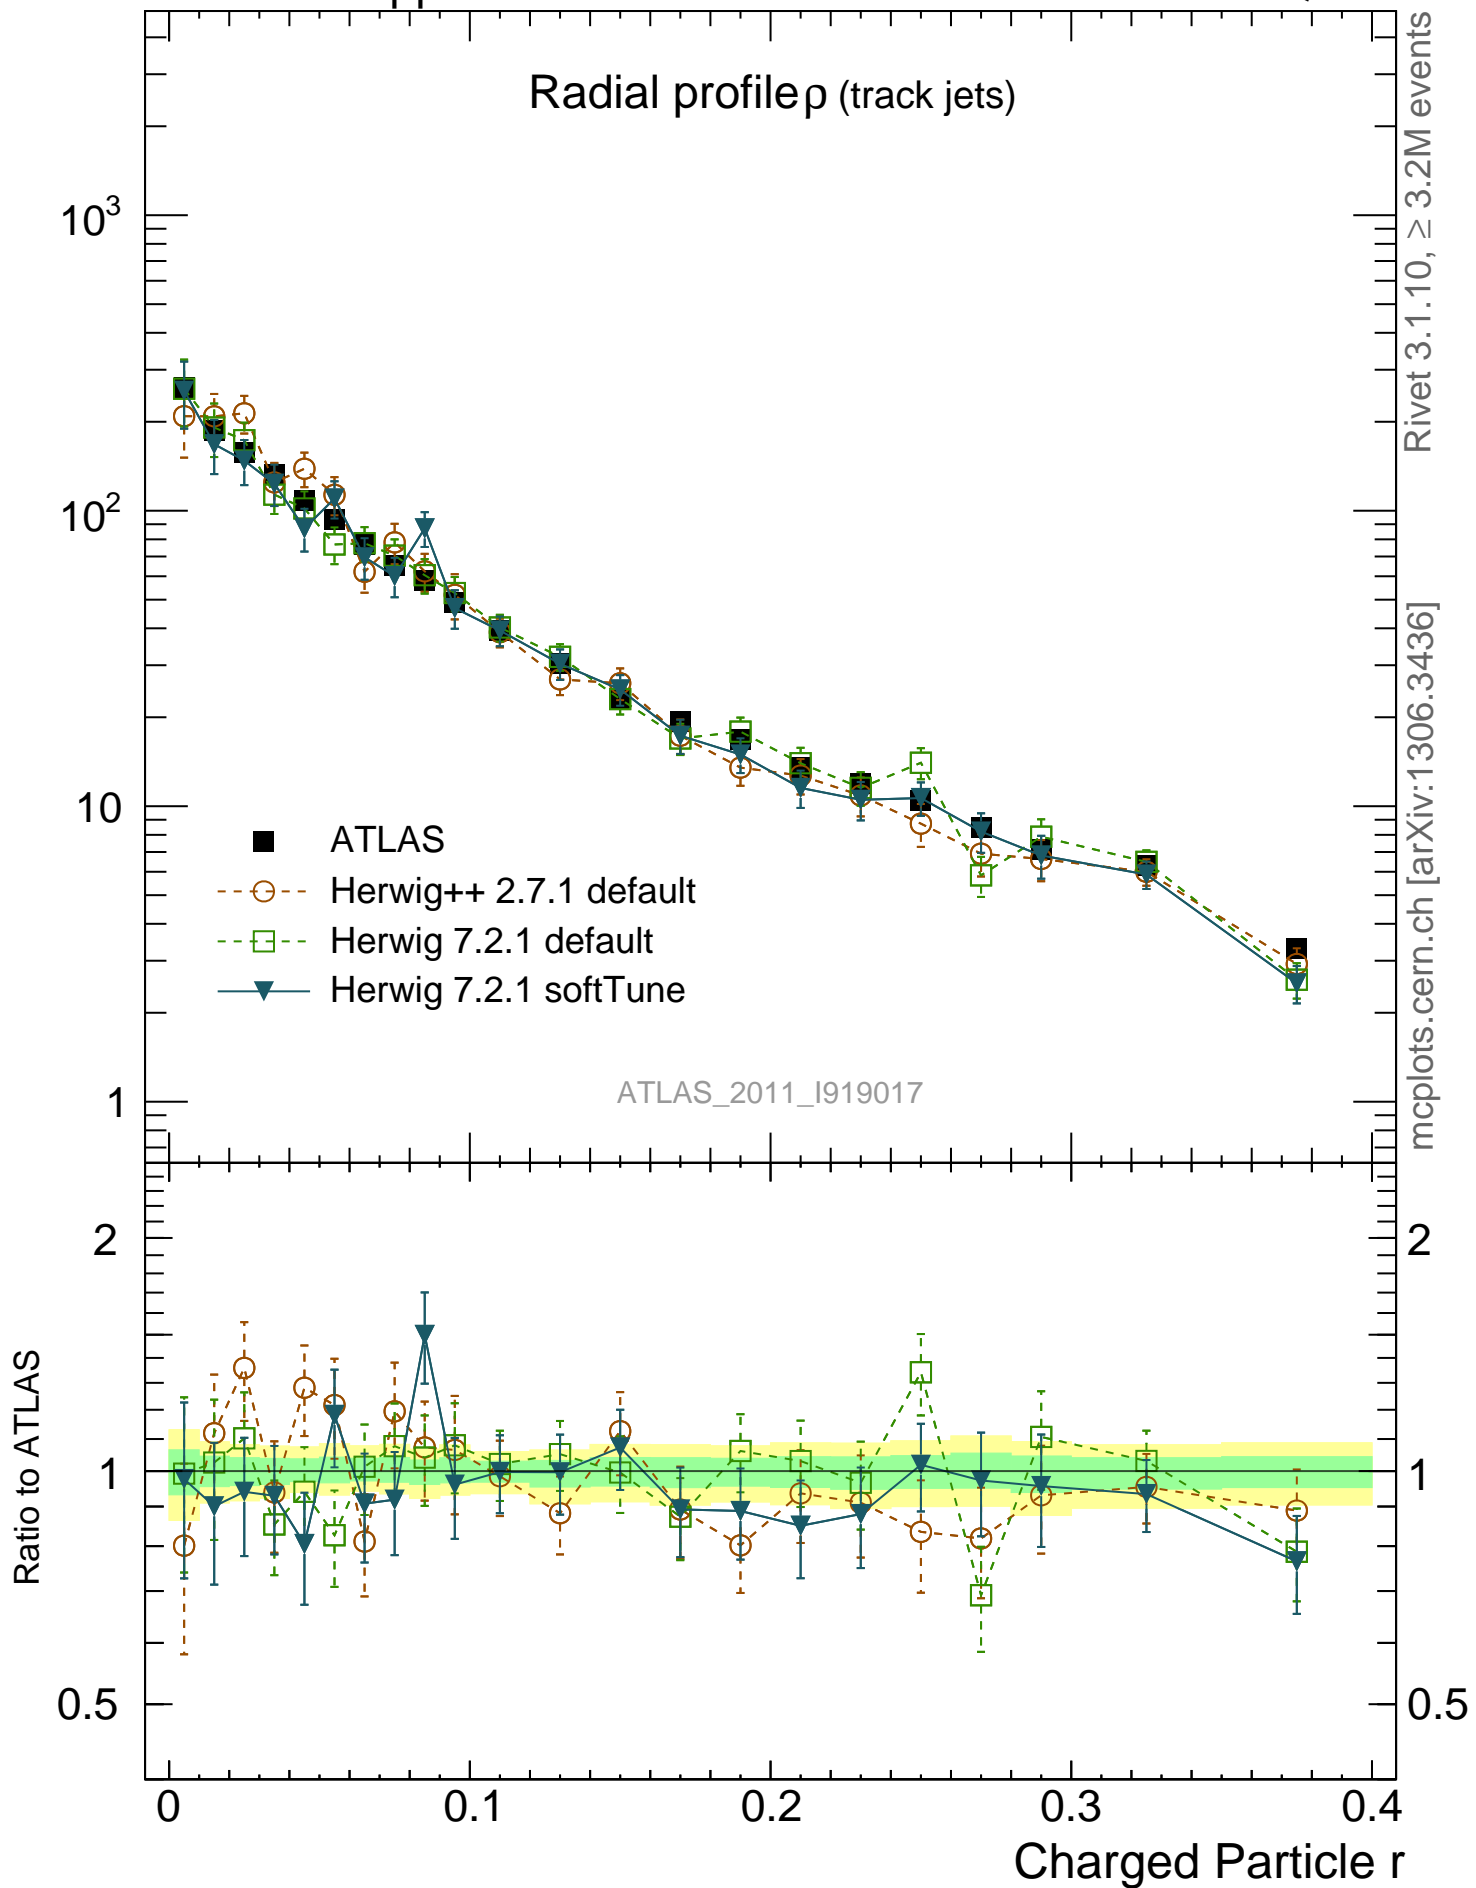 pp
Radial profile ρ (track jets)
10³
10²
10
1
ATLAS
Herwig++ 2.7.1 default
Herwig 7.2.1 default
Herwig 7.2.1 softTune
ATLAS_2011_I919017
Rivet 3.1.10, ≥ 3.2M events
mcplots.cern.ch [arXiv:1306.3436]
Ratio to ATLAS
2
1
0.5
2
1
0.5
0
0.1
0.2
0.3
0.4
Charged Particle r